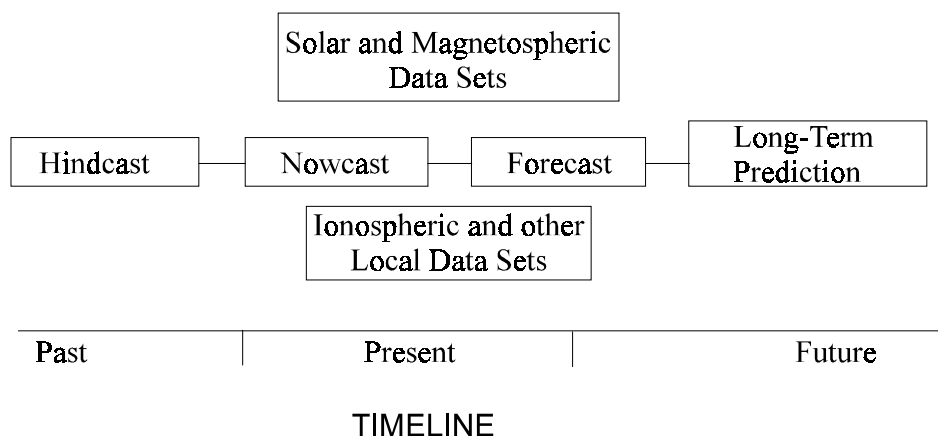 Solar and Magnetospheric
Data Sets
Hindcast
Nowcast
Forecast
Long-Term
Prediction
Ionospheric and other
Local Data Sets
Past
Present
Future
TIMELINE